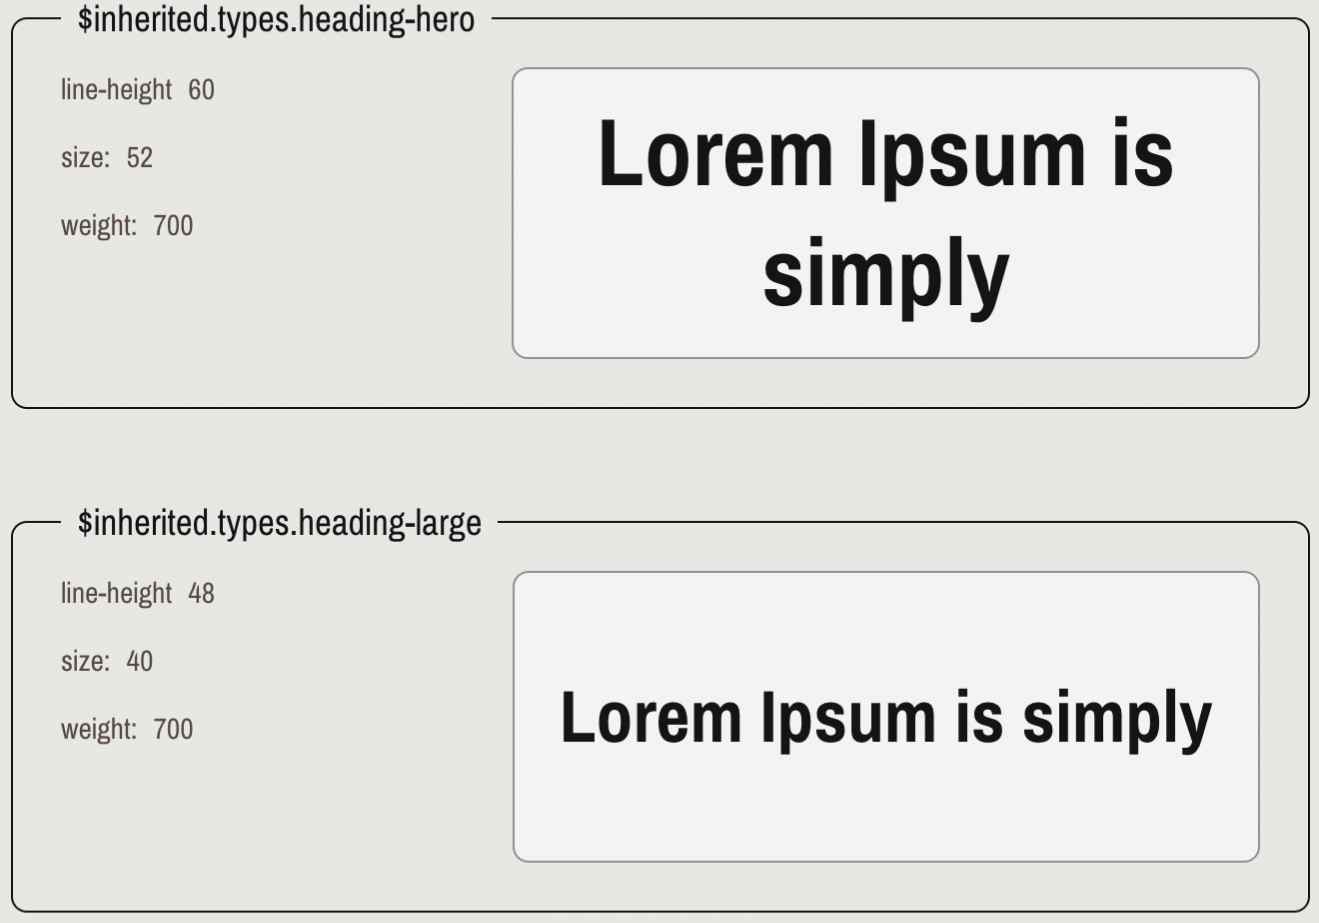 $inherited.types.heading-hero
line-height 60
size: 52
weight: 700
Lorem Ipsum is
simply
$inherited.types.heading-large
line-height 48
size: 40
weight: 700
Lorem Ipsum is simply